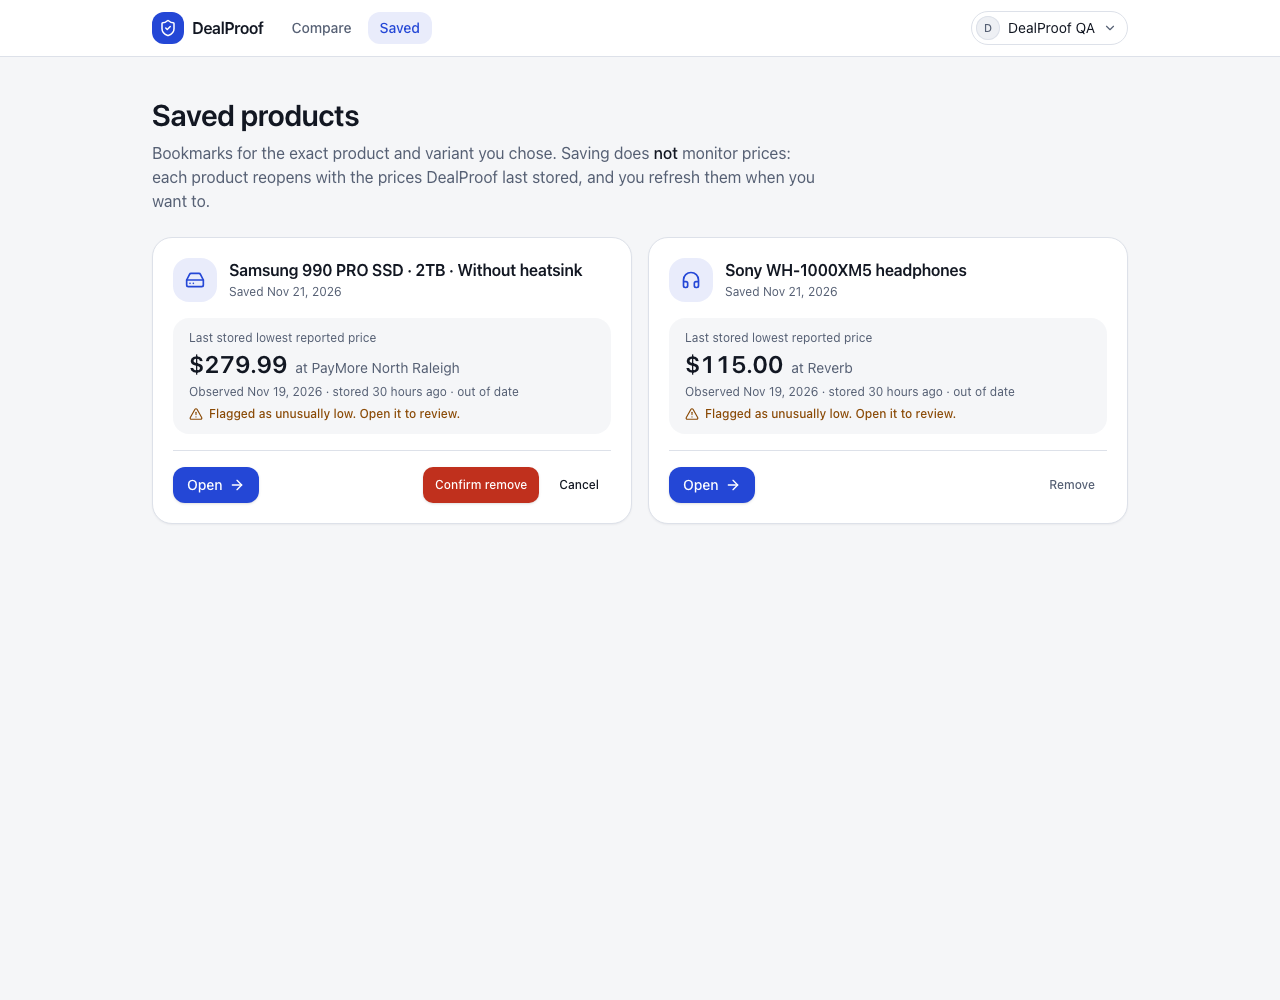 DealProof
Compare
Saved
D
DealProof QA
Saved products
Bookmarks for the exact product and variant you chose. Saving does not monitor prices:
each product reopens with the prices DealProof last stored, and you refresh them when you
want to.
Samsung 990 PRO SSD · 2TB · Without heatsink
Saved Nov 21, 2026
Last stored lowest reported price
$279.99 at PayMore North Raleigh
Observed Nov 19, 2026 · stored 30 hours ago · out of date
Flagged as unusually low. Open it to review.
Open
Confirm remove
Cancel
Sony WH-1000XM5 headphones
Saved Nov 21, 2026
Last stored lowest reported price
$115.00 at Reverb
Observed Nov 19, 2026 · stored 30 hours ago · out of date
Flagged as unusually low. Open it to review.
Open
Remove